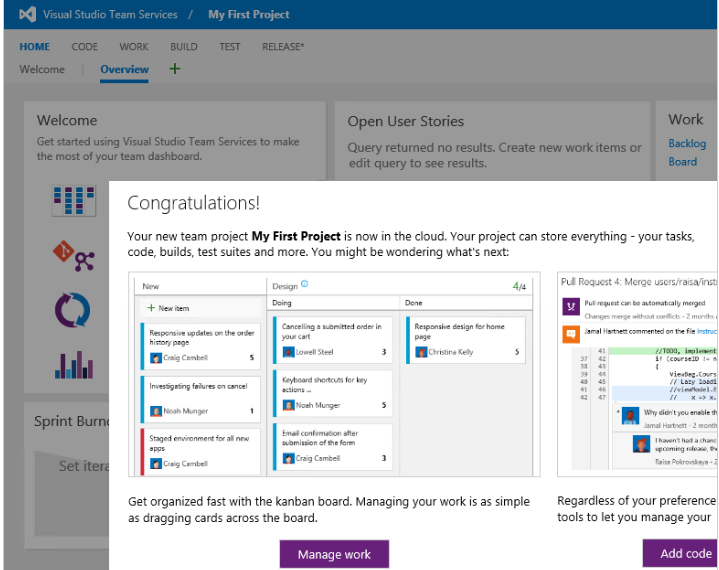 Visual Studio Team Services / My First Project
HOME CODE WORK BUILD TEST RELEASE*
Welcome | Overview +
Welcome
Get started using Visual Studio Team Services to make
the most of your team dashboard.
Open User Stories
Query returned no results. Create new work items or
edit query to see results.
Work
Backlog
Board
Sprint Burnd
Set itera
Congratulations!
Your new team project My First Project is now in the cloud. Your project can store everything - your tasks,
code, builds, test suites and more. You might be wondering what's next:
New
+ New item
Responsive updates on the order
history page
Craig Cambell 5
Investigating failures on cancel
Noah Munger 1
Staged environment for all new
apps
Craig Cambell
Design 4/4
Doing
Cancelling a submitted order in
your cart
Lowell Steel 3
Keyboard shortcuts for key
actions ...
Noah Munger 5
Email confirmation after
submission of the form
Craig Cambell 3
Done
Responsive design for home
page
Christina Kelly 5
Get organized fast with the kanban board. Managing your work is as simple
as dragging cards across the board.
Manage work
Pull Request 4: Merge users/raisa/instr
Pull request can be automatically merged
Changes merge without conflicts - 2 months
Jamal Hartnett commented on the file Instruc
41 //TODO, implement
37 42 if (courseID != n
38 43 {
39 44 ViewBag.Cours
40 45 // Lazy loadi
41 46 //viewModel.E
42 47 // x => x.
Why didn't you enable th
Jamal Hartnett - 2 month
I haven't had a chanc
upcoming release, the
Raisa Pokrovskaya - 2
Regardless of your preference
tools to let you manage your
Add code